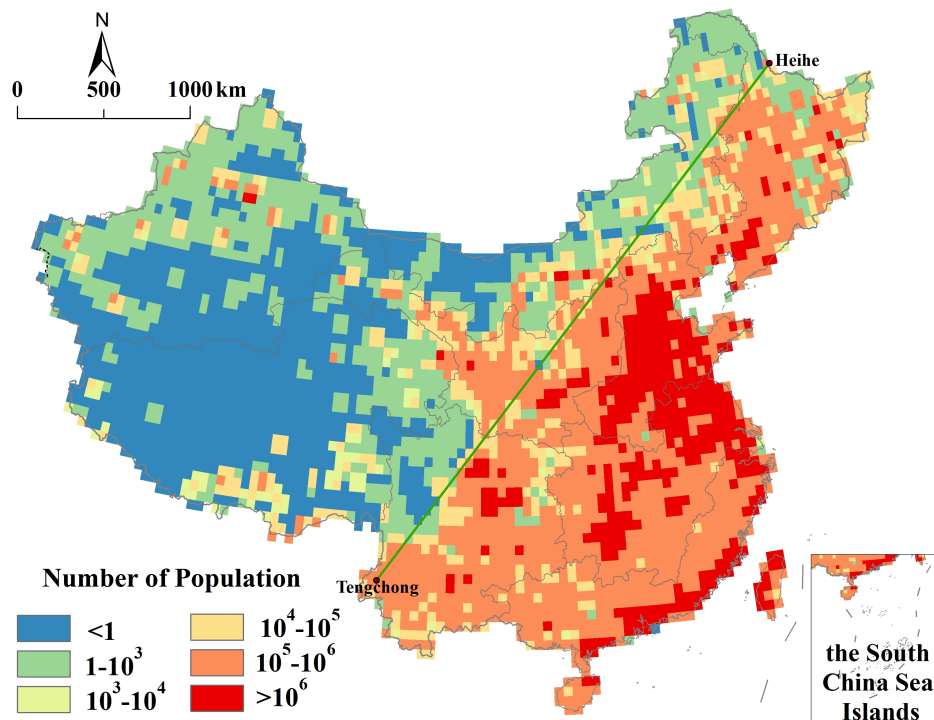 N
0 500 1000 km
Heihe
Tengchong
Number of Population
<1
1-10³
10³-10⁴
10⁴-10⁵
10⁵-10⁶
>10⁶
the South
China Sea
Islands